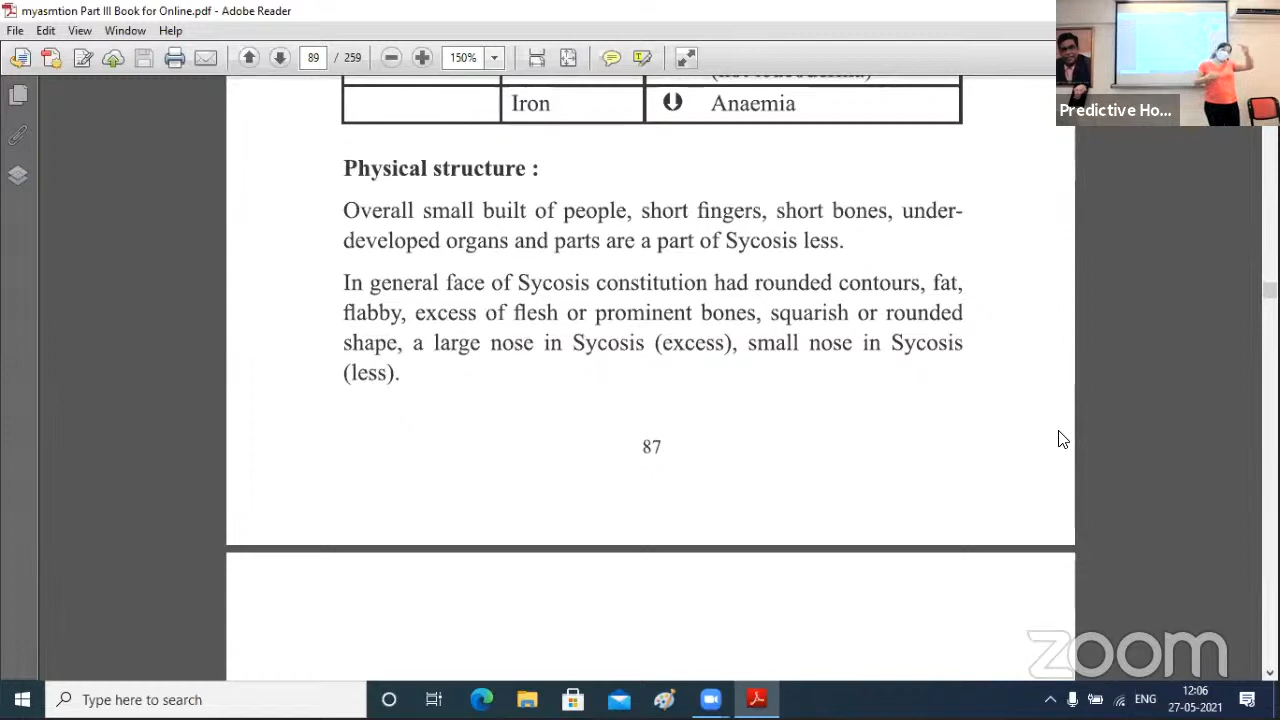 myasmtion Part III Book for Online.pdf - Adobe Reader
File Edit View Window Help
89 / 259 150%
Iron Anaemia
Physical structure :
Overall small built of people, short fingers, short bones, under-
developed organs and parts are a part of Sycosis less.
In general face of Sycosis constitution had rounded contours, fat,
flabby, excess of flesh or prominent bones, squarish or rounded
shape, a large nose in Sycosis (excess), small nose in Sycosis
(less).
87
Predictive Ho...
zoom
Type here to search
ENG
12:06
27-05-2021